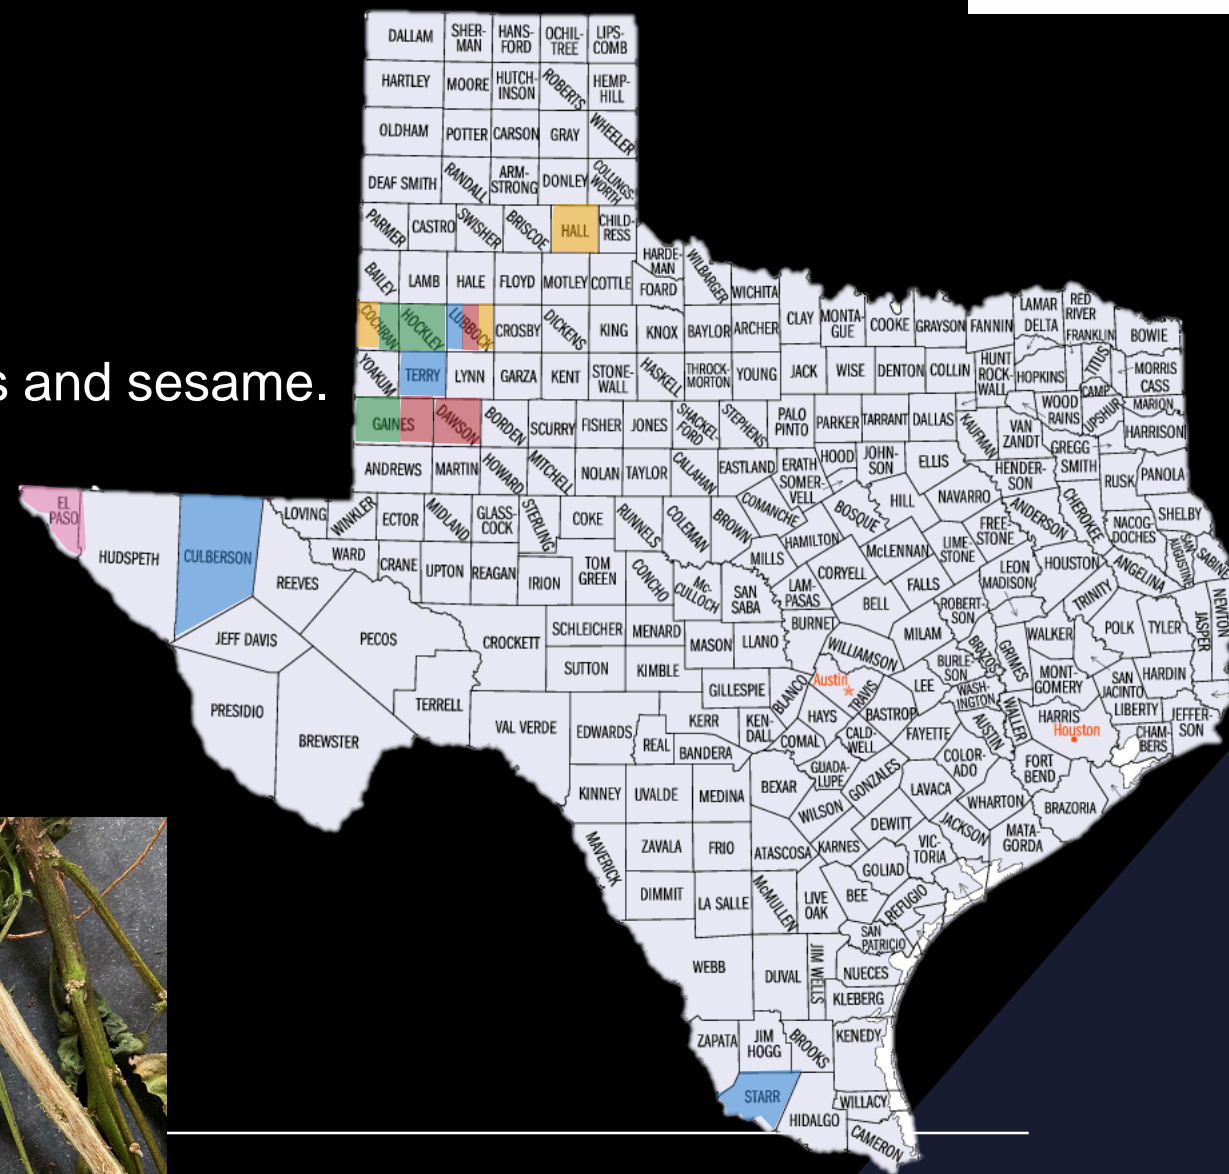 DALLAM
SHER-
MAN
HANS-
FORD
OCHIL-
TREE
LIPS-
COMB
HARTLEY
MOORE
HUTCH-
INSON
ROBERTS
HEMP-
HILL
OLDHAM
POTTER
CARSON
GRAY
WHEELER
DEAF SMITH
RANDALL
ARM-
STRONG
DONLEY
COLLINGS-
WORTH
PARMER
CASTRO
SWISHER
BRISCOE
HALL
CHILD-
RESS
HARDE-
MAN
BAILEY
LAMB
HALE
FLOYD
MOTLEY
COTTLE
FOARD
WILBARGER
WICHITA
COCHRAN
HOCKLEY
LUBBOCK
CROSBY
DICKENS
KING
KNOX
BAYLOR
ARCHER
CLAY
MONTA-
GUE
COOKE
GRAYSON
FANNIN
LAMAR
DELTA
RED
RIVER
FRANKLIN
TITUS
BOWIE
s and sesame.
YOAKUM
TERRY
LYNN
GARZA
KENT
STONE-
WALL
HASKELL
THROCK-
MORTON
YOUNG
JACK
WISE
DENTON
COLLIN
HUNT
ROCK-
WALL
HOPKINS
CAMP
MORRIS
CASS
MARION
GAINES
DAWSON
BORDEN
SCURRY
FISHER
JONES
SHACKEL-
FORD
STEPHENS
PALO
PINTO
PARKER
TARRANT
DALLAS
KAUFMAN
VAN
ZANDT
WOOD
RAINS
UPSHUR
HARRISON
GREGG
SMITH
ANDREWS
MARTIN
HOWARD
MITCHELL
NOLAN
TAYLOR
CALLAHAN
EASTLAND
ERATH
SOMER-
VELL
HOOD
JOHN-
SON
ELLIS
HENDER-
SON
RUSK
PANOLA
EL
PASO
HUDSPETH
CULBERSON
LOVING
WINKLER
ECTOR
MIDLAND
GLASS-
COCK
STERLING
COKE
RUNNELS
COLEMAN
BROWN
COMANCHE
BOSQUE
HILL
NAVARRO
ANDERSON
CHEROKEE
NACOG-
DOCHES
SHELBY
SAN
AUGUSTINE
SABINE
REEVES
WARD
CRANE
UPTON
REAGAN
IRION
TOM
GREEN
CONCHO
MC-
CULLOCH
SAN
SABA
MILLS
HAMILTON
McLENNAN
LIME-
STONE
FREE-
STONE
LEON
MADISON
HOUSTON
ANGELINA
TRINITY
NEWTON
JASPER
LAM-
PASAS
CORYELL
BELL
FALLS
ROBERT-
SON
JEFF DAVIS
PECOS
CROCKETT
SCHLEICHER
MENARD
MASON
LLANO
BURNET
WILLIAMSON
MILAM
BRAZOS
GRIMES
WALKER
POLK
TYLER
SUTTON
KIMBLE
GILLESPIE
BLANCO
Austin
TRAVIS
LEE
BURLE-
SON
WASH-
INGTON
MONT-
GOMERY
SAN
JACINTO
HARDIN
PRESIDIO
BREWSTER
TERRELL
VAL VERDE
EDWARDS
REAL
KERR
BANDERA
KEN-
DALL
HAYS
COMAL
CALD-
WELL
BASTROP
FAYETTE
AUSTIN
WALLER
HARRIS
Houston
LIBERTY
CHAM-
BERS
JEFFER-
SON
KINNEY
UVALDE
MEDINA
BEXAR
GUADA-
LUPE
GONZALES
COLOR-
ADO
LAVACA
WHARTON
FORT
BEND
BRAZORIA
WILSON
DEWITT
JACKSON
MATA-
GORDA
MAVERICK
ZAVALA
FRIO
ATASCOSA
KARNES
VIC-
TORIA
GOLIAD
DIMMIT
LA SALLE
McMULLEN
LIVE
OAK
BEE
REFUGIO
SAN
PATRICIO
WEBB
DUVAL
JIM WELLS
NUECES
KLEBERG
ZAPATA
JIM
HOGG
BROOKS
KENEDY
STARR
HIDALGO
WILLACY
CAMERON